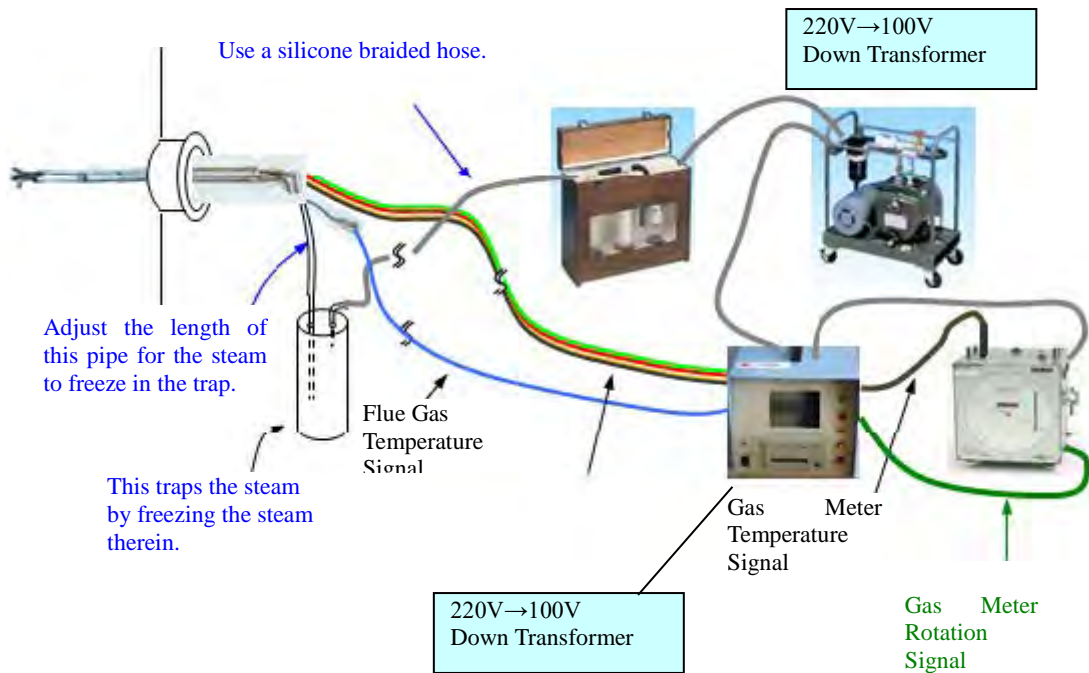 Use a silicone braided hose.
220V→100V
Down Transformer
Adjust the length of
this pipe for the steam
to freeze in the trap.
Flue Gas
Temperature
Signal
This traps the steam
by freezing the steam
therein.
Gas Meter
Temperature
Signal
220V→100V
Down Transformer
Gas Meter
Rotation
Signal